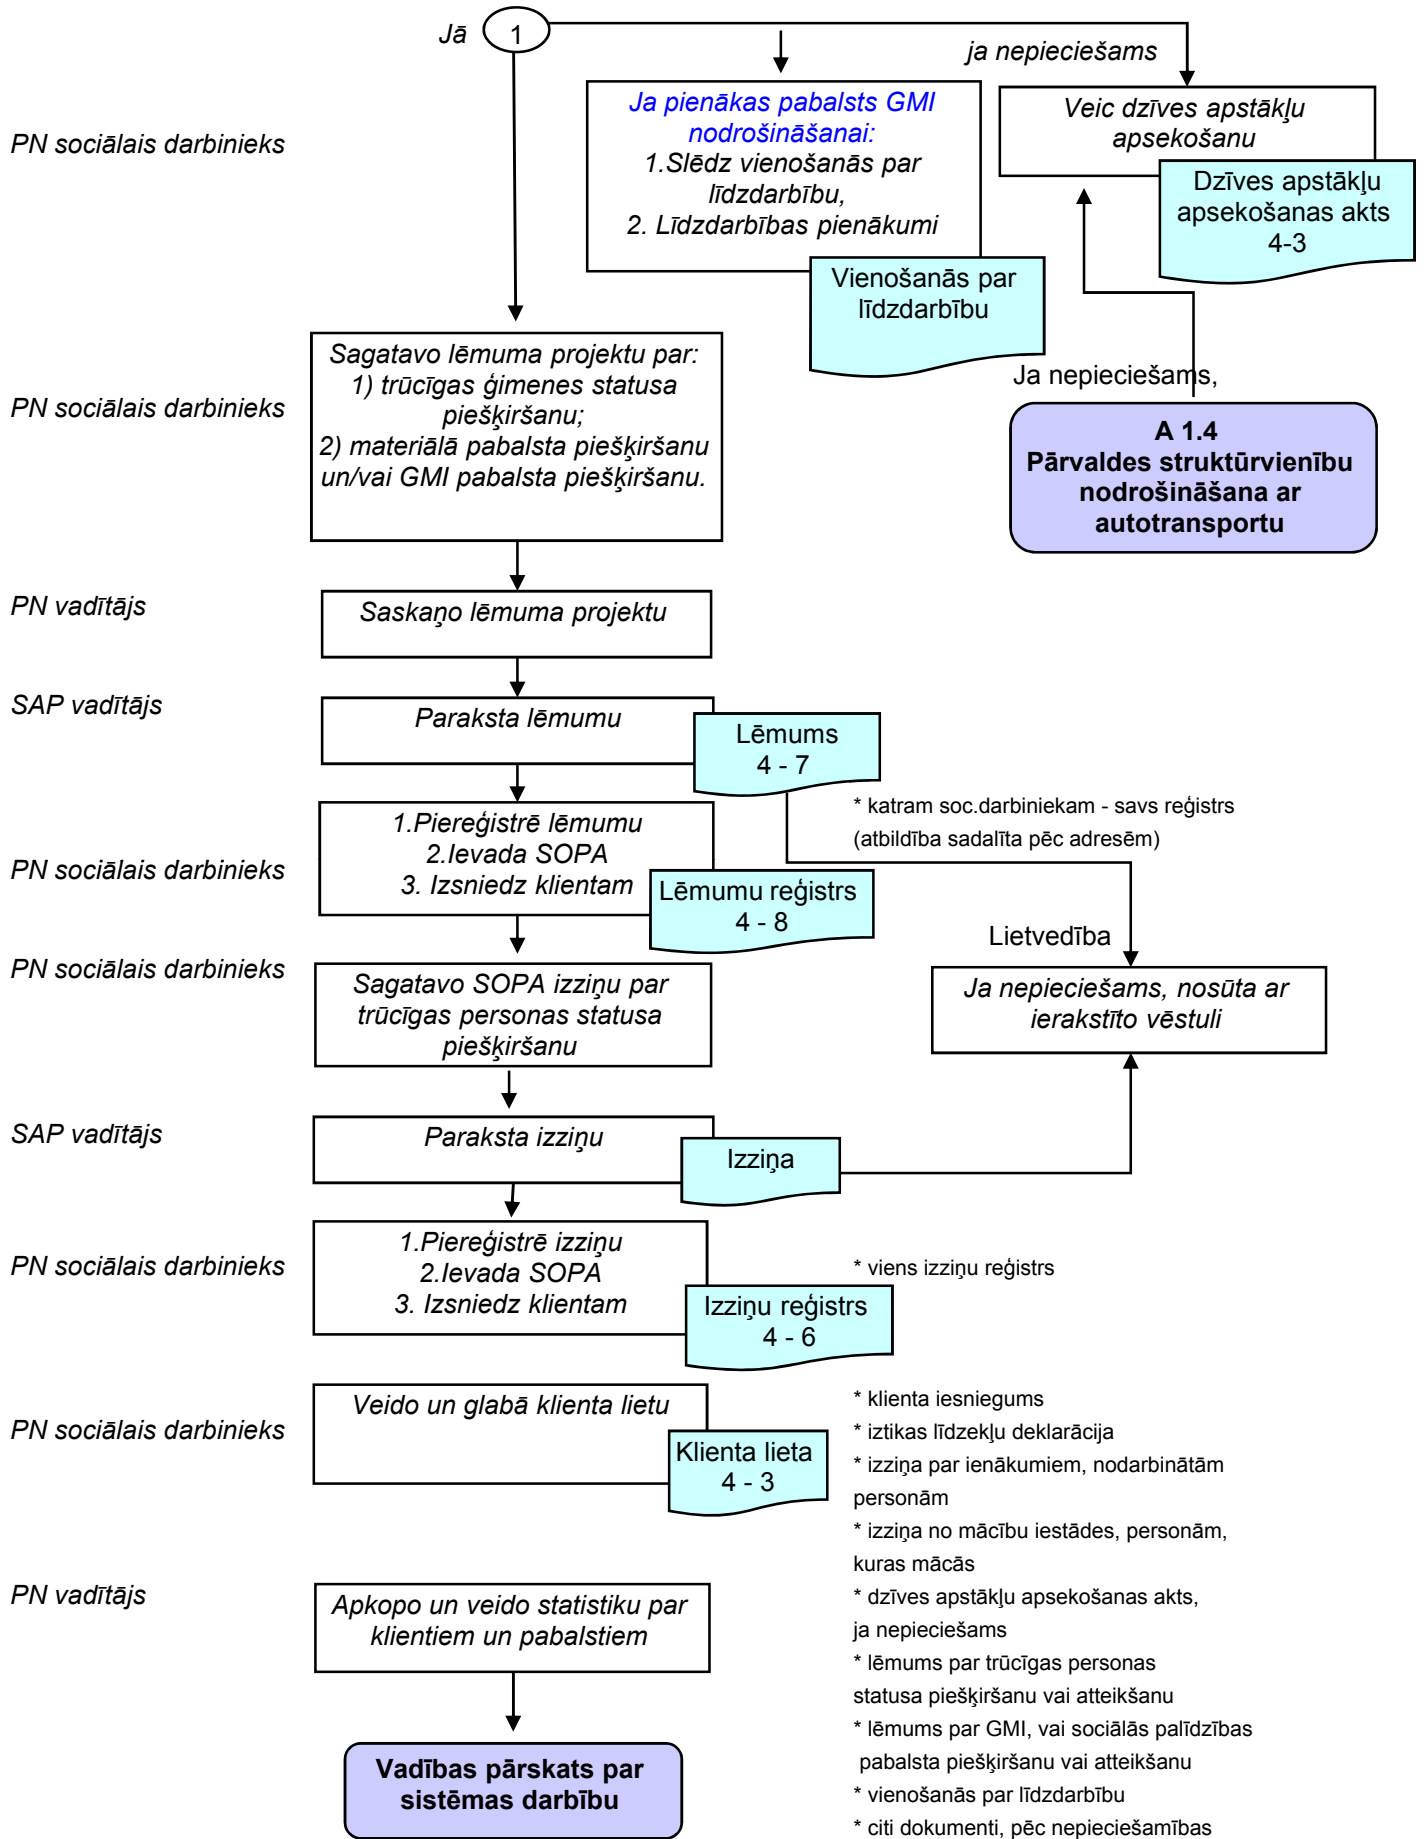 Jā
1
ja nepieciešams
PN sociālais darbinieks
Ja pienākas pabalsts GMI
nodrošināšanai:
1.Slēdz vienošanās par
līdzdarbību,
2. Līdzdarbības pienākumi
Veic dzīves apstākļu
apsekošanu
Dzīves apstākļu
apsekošanas akts
4-3
Vienošanās par
līdzdarbību
PN sociālais darbinieks
Sagatavo lēmuma projektu par:
1) trūcīgas ģimenes statusa
piešķiršanu;
2) materiālā pabalsta piešķiršanu
un/vai GMI pabalsta piešķiršanu.
Ja nepieciešams,
A 1.4
Pārvaldes struktūrvienību
nodrošināšana ar
autotransportu
PN vadītājs
Saskaņo lēmuma projektu
SAP vadītājs
Paraksta lēmumu
Lēmums
4 - 7
* katram soc.darbiniekam - savs reģistrs
(atbildība sadalīta pēc adresēm)
PN sociālais darbinieks
1.Piereģistrē lēmumu
2.Ievada SOPA
3. Izsniedz klientam
Lēmumu reģistrs
4 - 8
Lietvedība
PN sociālais darbinieks
Sagatavo SOPA izziņu par
trūcīgas personas statusa
piešķiršanu
Ja nepieciešams, nosūta ar
ierakstīto vēstuli
SAP vadītājs
Paraksta izziņu
Izziņa
PN sociālais darbinieks
1.Piereģistrē izziņu
2.Ievada SOPA
3. Izsniedz klientam
* viens izziņu reģistrs
Izziņu reģistrs
4 - 6
PN sociālais darbinieks
Veido un glabā klienta lietu
Klienta lieta
4 - 3
* klienta iesniegums
* iztikas līdzekļu deklarācija
* izziņa par ienākumiem, nodarbinātām
personām
* izziņa no mācību iestādes, personām,
kuras mācās
* dzīves apstākļu apsekošanas akts,
ja nepieciešams
* lēmums par trūcīgas personas
statusa piešķiršanu vai atteikšanu
* lēmums par GMI, vai sociālās palīdzības
pabalsta piešķiršanu vai atteikšanu
* vienošanās par līdzdarbību
* citi dokumenti, pēc nepieciešamības
PN vadītājs
Apkopo un veido statistiku par
klientiem un pabalstiem
Vadības pārskats par
sistēmas darbību